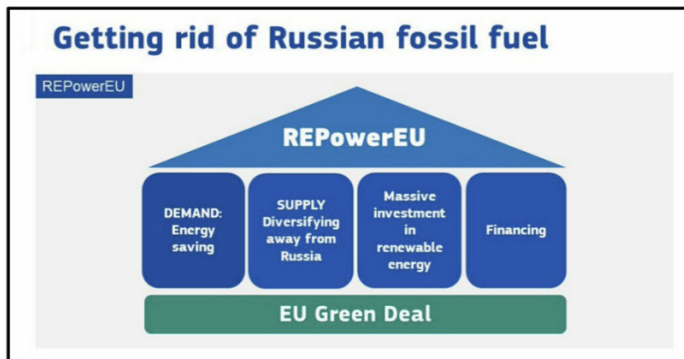 Getting rid of Russian fossil fuel
REPowerEU
REPowerEU
DEMAND:
Energy
saving
SUPPLY
Diversifying
away from
Russia
Massive
investment
in
renewable
energy
Financing
EU Green Deal